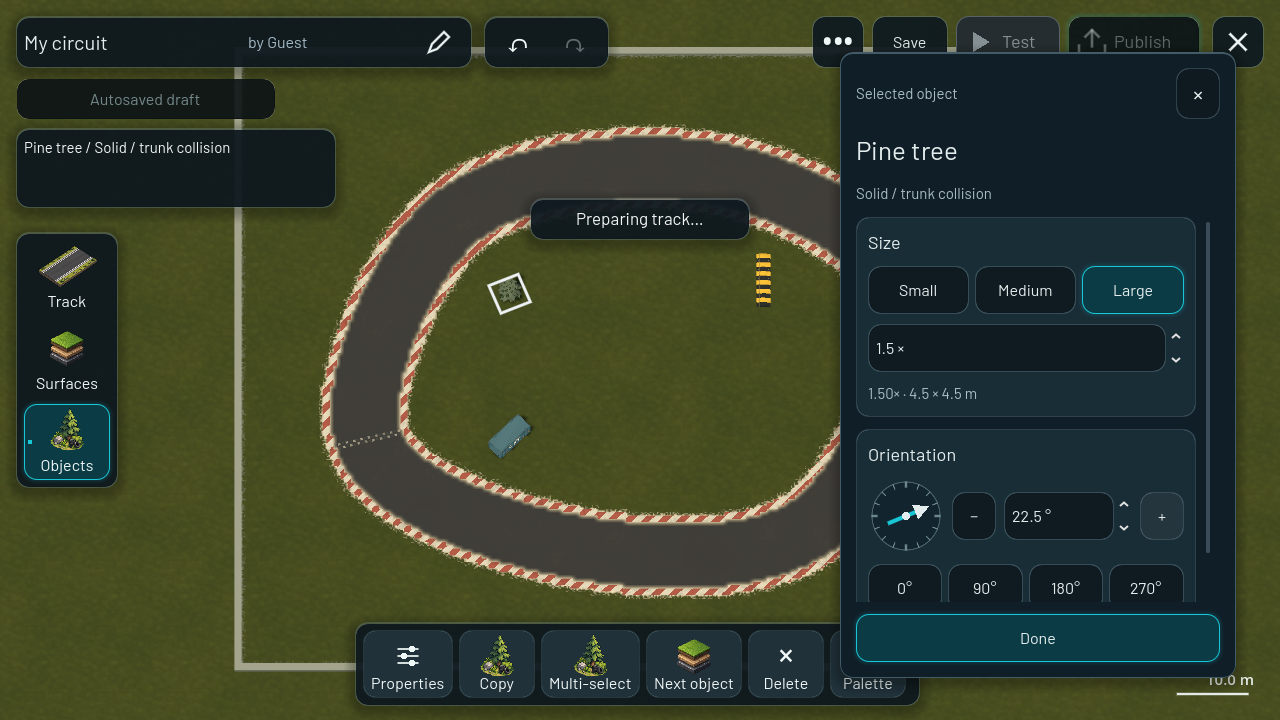 My circuit
by Guest
Save
Test
Publish
Autosaved draft
Pine tree / Solid / trunk collision
Track
Surfaces
Objects
Preparing track...
Selected object
×
Pine tree
Solid / trunk collision
Size
Small
Medium
Large
1.5 ×
1.50× · 4.5 × 4.5 m
Orientation
−
22.5 °
+
0°
90°
180°
270°
Done
Properties
Copy
Multi-select
Next object
Delete
Palette
10.0 m